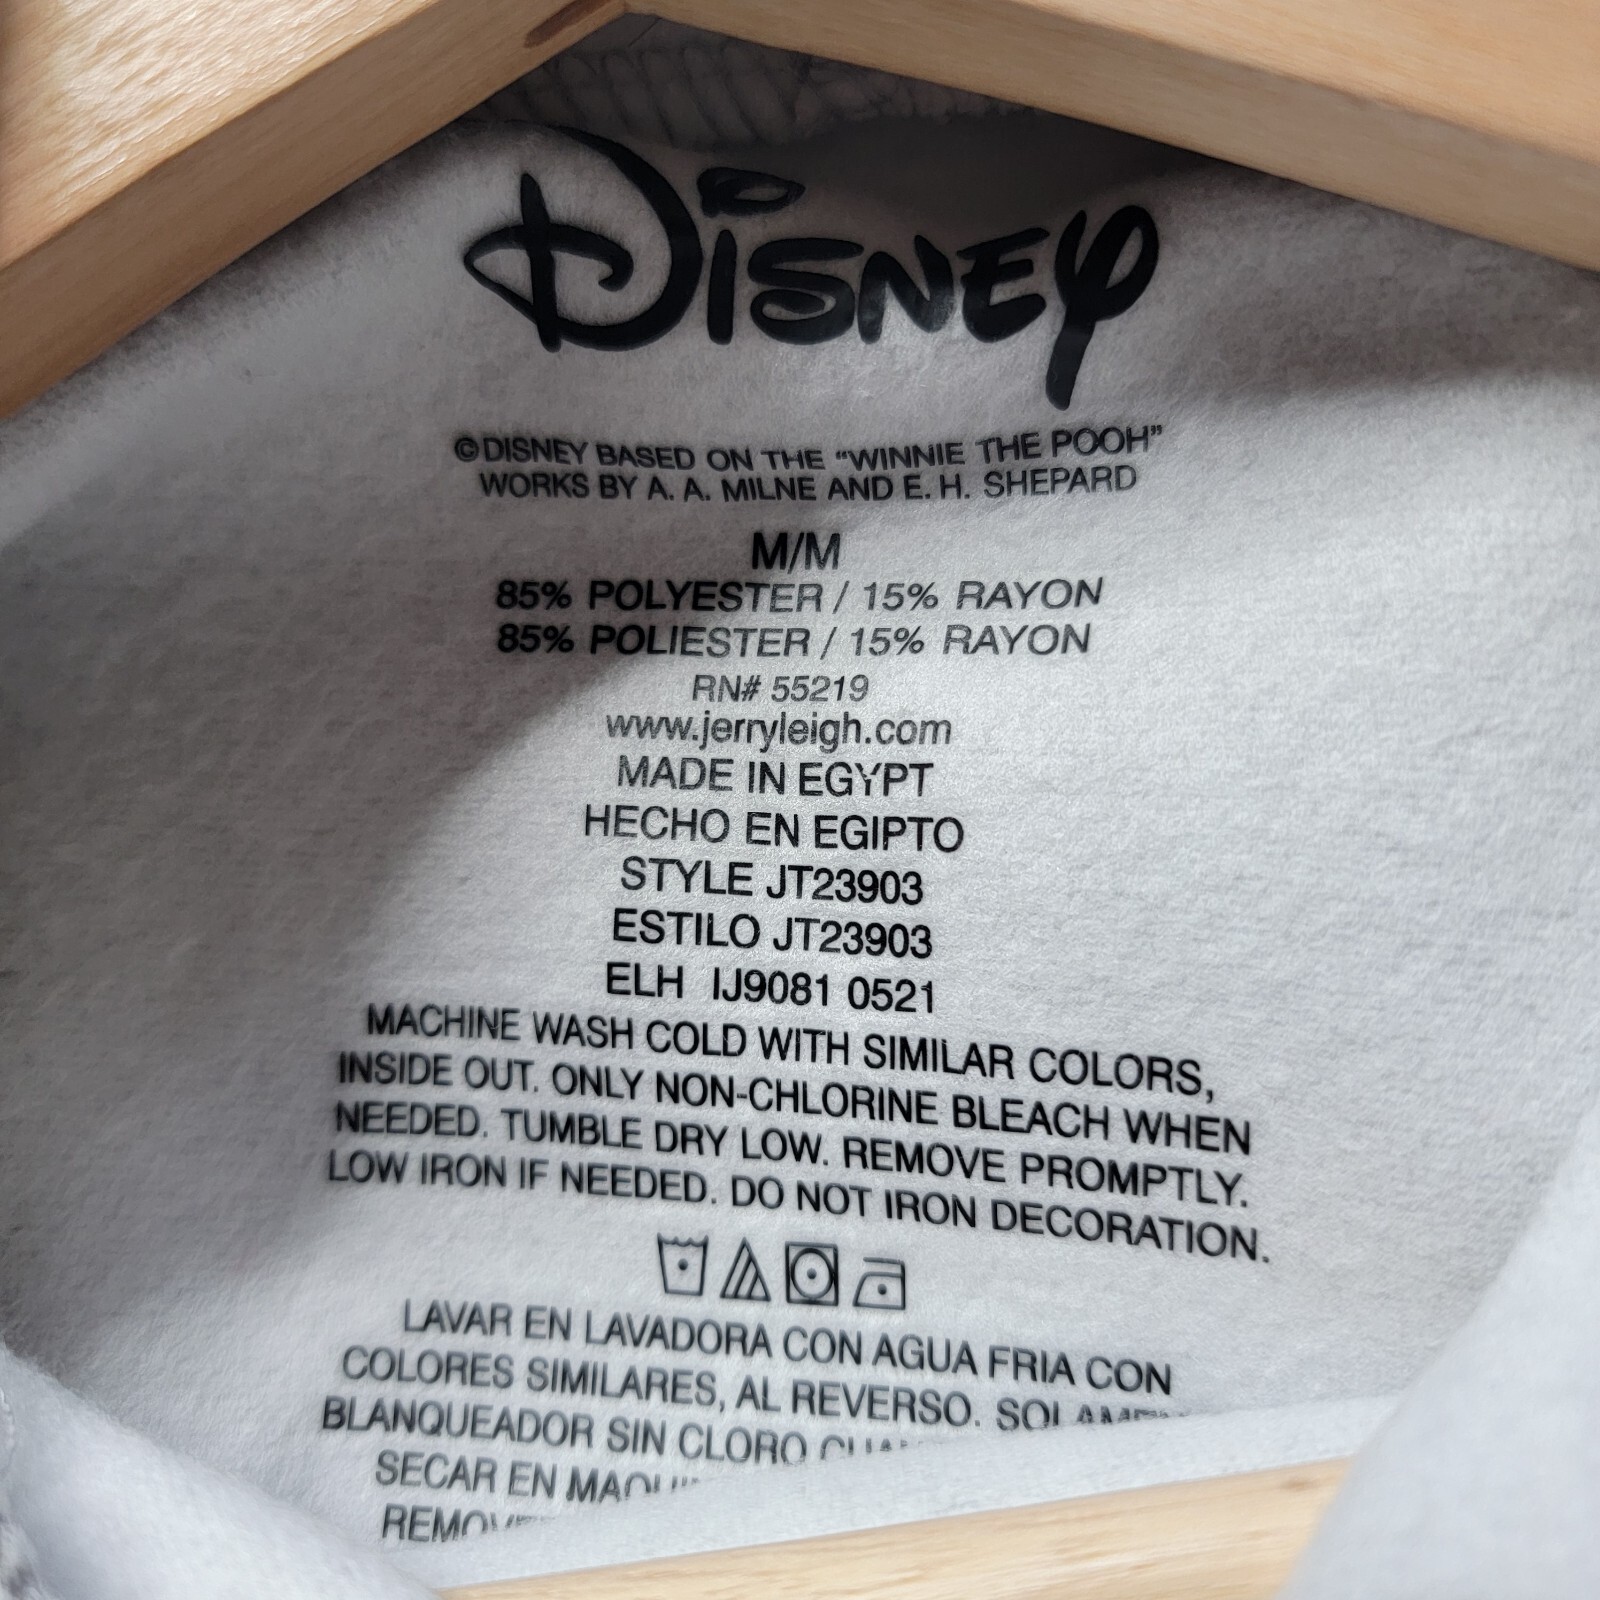 Disney
©DISNEY BASED ON THE “WINNIE THE POOH”
WORKS BY A. A. MILNE AND E. H. SHEPARD
M/M
85% POLYESTER / 15% RAYON
85% POLIESTER / 15% RAYON
RN# 55219
www.jerryleigh.com
MADE IN EGYPT
HECHO EN EGIPTO
STYLE JT23903
ESTILO JT23903
ELH IJ9081 0521
MACHINE WASH COLD WITH SIMILAR COLORS,
INSIDE OUT. ONLY NON-CHLORINE BLEACH WHEN
NEEDED. TUMBLE DRY LOW. REMOVE PROMPTLY.
LOW IRON IF NEEDED. DO NOT IRON DECORATION.
LAVAR EN LAVADORA CON AGUA FRIA CON
COLORES SIMILARES, AL REVERSO.
BLANQUEADOR SIN CLORO
SECAR EN